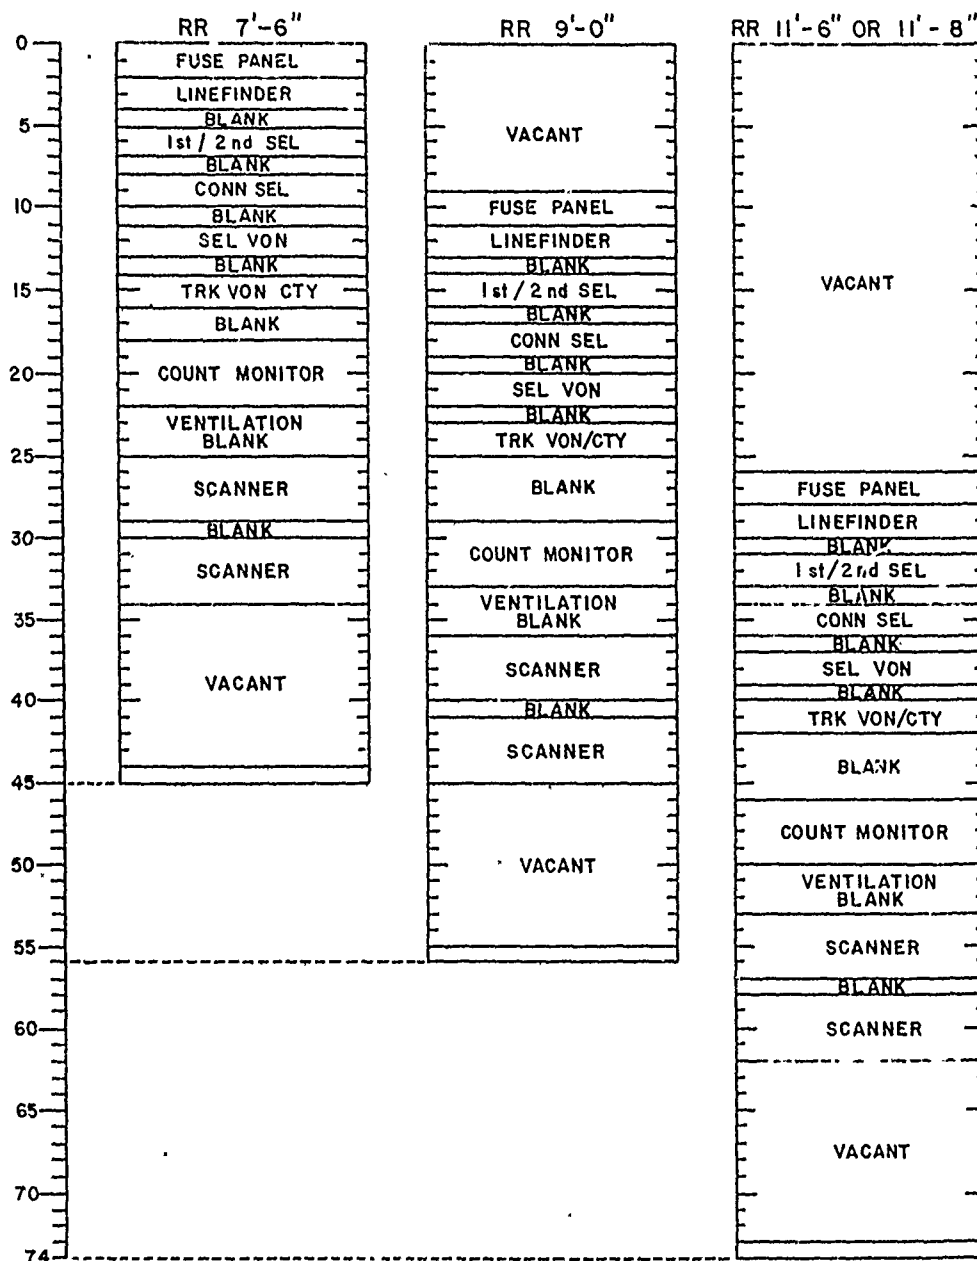 RR 7'-6"
RR 9'-0"
RR 11'-6" OR 11'-8"
0
5
10
15
20
25
30
35
40
45
50
55
60
65
70
74
FUSE PANEL
LINEFINDER
BLANK
1st / 2nd SEL
BLANK
CONN SEL
BLANK
SEL VON
BLANK
TRK VON CTY
BLANK
COUNT MONITOR
VENTILATION
BLANK
SCANNER
BLANK
SCANNER
VACANT
VACANT
FUSE PANEL
LINEFINDER
BLANK
1st / 2nd SEL
BLANK
CONN SEL
BLANK
SEL VON
BLANK
TRK VON/CTY
BLANK
COUNT MONITOR
VENTILATION
BLANK
SCANNER
BLANK
SCANNER
VACANT
VACANT
FUSE PANEL
LINEFINDER
BLANK
1st/2nd SEL
BLANK
CONN SEL
BLANK
SEL VON
BLANK
TRK VON/CTY
BLANK
COUNT MONITOR
VENTILATION
BLANK
SCANNER
BLANK
SCANNER
VACANT